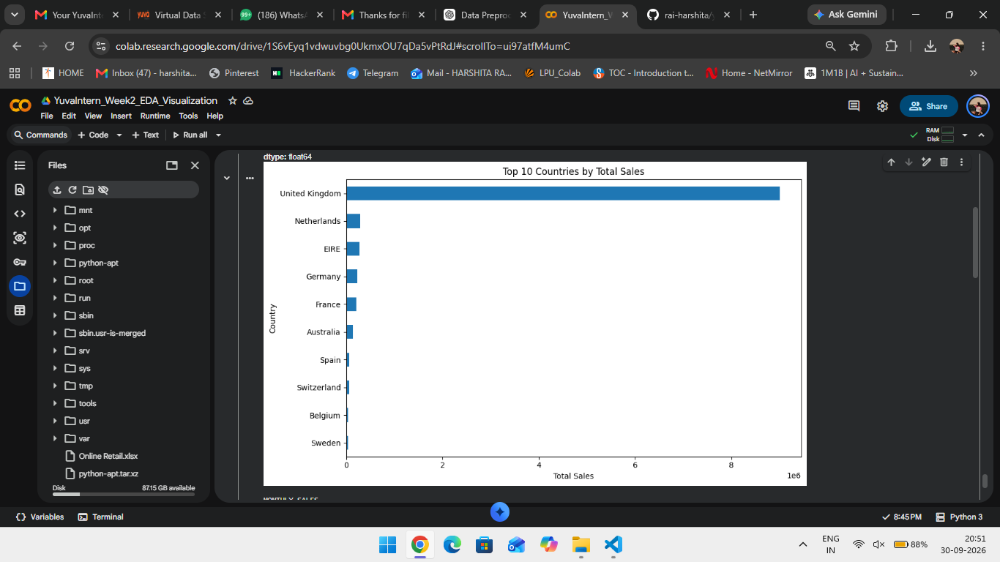 Your YuvaInte
yuva
Virtual Data S
99+
(186) WhatsA
Thanks for fil
Data Preproc
YuvaIntern_W
rai-harshita/y
Ask Gemini
colab.research.google.com/drive/1S6vEyq1vdwuvbg0UkmxOU7qDa5vPtRdJ#scrollTo=ui97atfM4umC
HOME
Inbox (47) - harshita...
Pinterest
HackerRank
Telegram
Mail - HARSHITA RA...
LPU_Colab
TOC - Introduction t...
Home - NetMirror
1M1B | AI + Sustain...
YuvaIntern_Week2_EDA_Visualization
File Edit View Insert Runtime Tools Help
Share
Commands + Code + Text Run all
RAM
Disk
Files
mnt
opt
proc
python-apt
root
run
sbin
sbin.usr-is-merged
srv
sys
tmp
tools
usr
var
Online Retail.xlsx
python-apt.tar.xz
Disk 87.15 GB available
dtype: float64
Top 10 Countries by Total Sales
United Kingdom
Netherlands
EIRE
Germany
France
Australia
Spain
Switzerland
Belgium
Sweden
Country
0 2 4 6 8
1e6
Total Sales
MONTHLY SALES
Variables Terminal
8:45 PM Python 3
ENG
IN
88%
20:51
30-09-2026